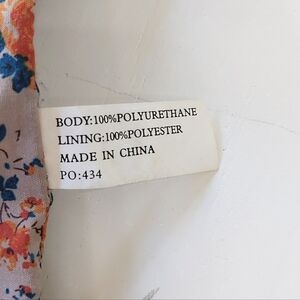 BODY:100%POLYURETHANE
LINING:100%POLYESTER
MADE IN CHINA
PO:434